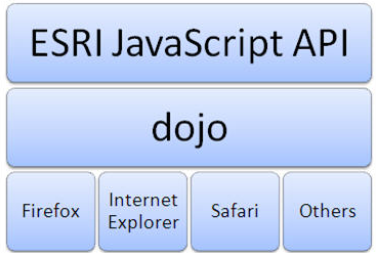 ESRI JavaScript API
dojo
Firefox
Internet
Explorer
Safari
Others